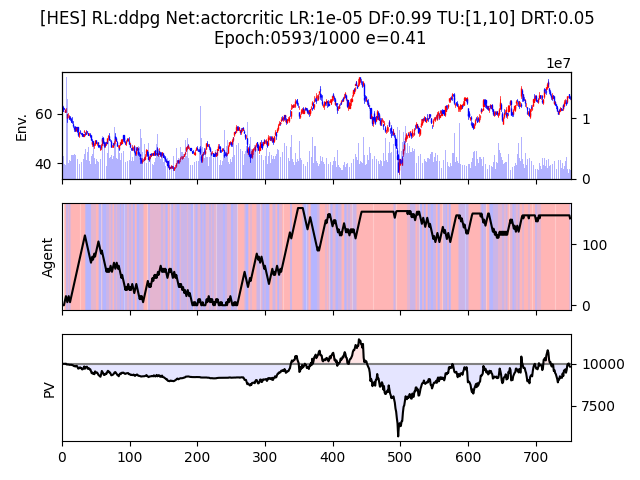 [HES] RL:ddpg Net:actorcritic LR:1e-05 DF:0.99 TU:[1,10] DRT:0.05
Epoch:0593/1000 e=0.41
1e7
Env.
60
40
1
0
Agent
100
0
PV
10000
7500
0 100 200 300 400 500 600 700